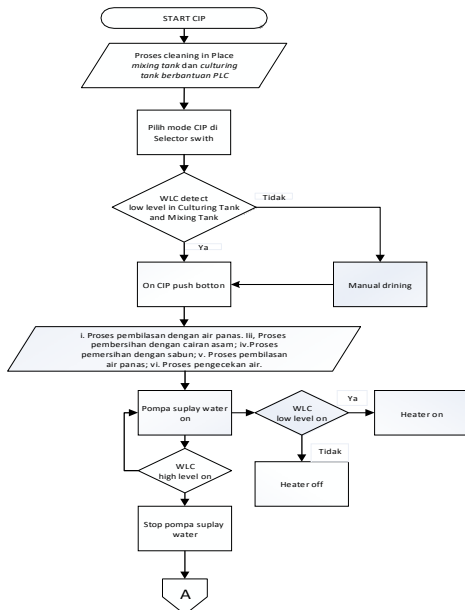 START CIP
Proses cleaning in Place
mixing tank dan culturing
tank berbantuan PLC
Pilih mode CIP di
Selector swith
WLC detect
low level in Culturing Tank
and Mixing Tank
Tidak
Ya
On CIP push botton
Manual drining
i. Proses pembilasan dengan air panas. Iii, Proses
pembersihan dengan cairan asam; iv.Proses
pemersihan dengan sabun; v. Proses pembilasan
air panas; vi. Proses pengecekan air.
Pompa suplay water
on
WLC
low level on
Ya
Heater on
Tidak
WLC
high level on
Heater off
Stop pompa suplay
water
A